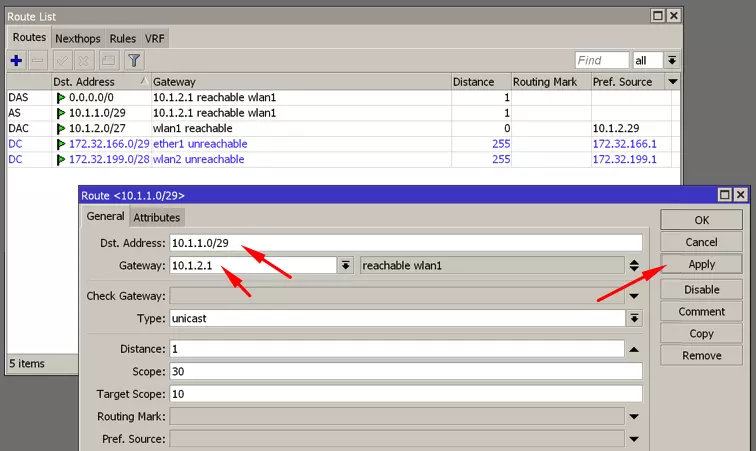 Route List
Routes Nexthops Rules VRF
Find all
Dst. Address Gateway Distance Routing Mark Pref. Source
DAS 0.0.0.0/0 10.1.2.1 reachable wlan1 1
AS 10.1.1.0/29 10.1.2.1 reachable wlan1 1
DAC 10.1.2.0/27 wlan1 reachable 0 10.1.2.29
DC 172.32.166.0/29 ether1 unreachable 255 172.32.166.1
DC 172.32.199.0/28 wlan2 unreachable 255 172.32.199.1
5 items
Route <10.1.1.0/29>
General Attributes
Dst. Address: 10.1.1.0/29
Gateway: 10.1.2.1 reachable wlan1
Check Gateway:
Type: unicast
Distance: 1
Scope: 30
Target Scope: 10
Routing Mark:
Pref. Source:
OK
Cancel
Apply
Disable
Comment
Copy
Remove